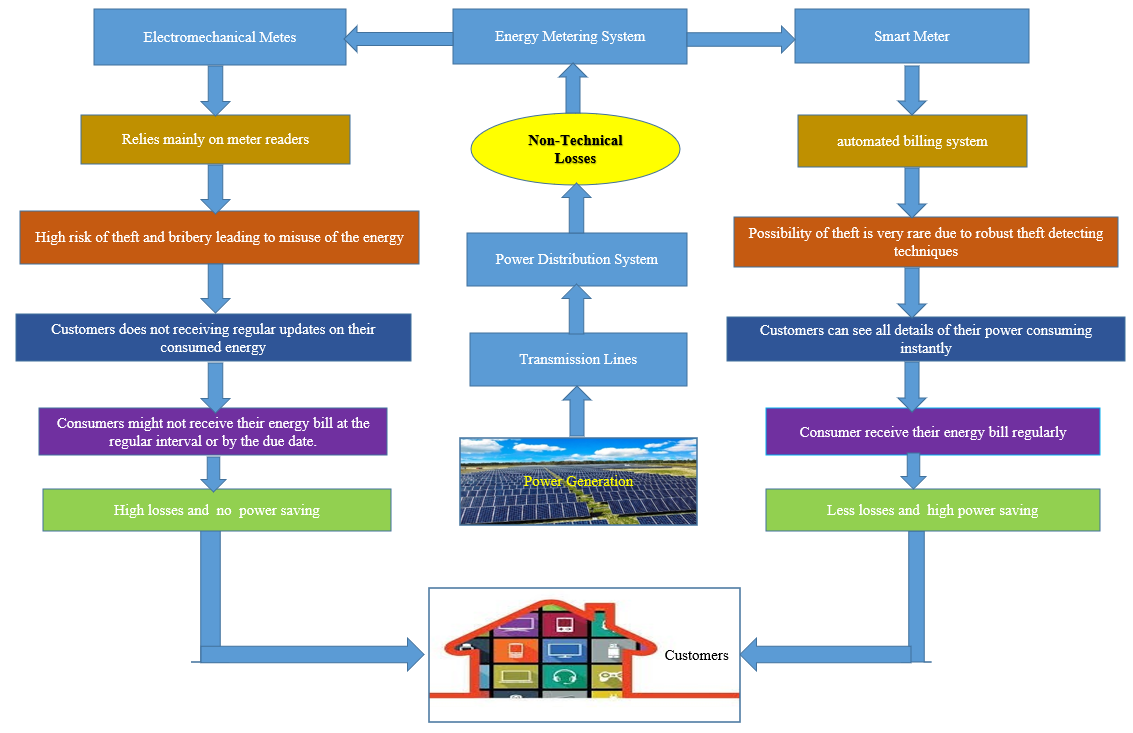 Electromechanical Metes
Energy Metering System
Smart Meter
Relies mainly on meter readers
Non-Technical
Losses
automated billing system
High risk of theft and bribery leading to misuse of the energy
Power Distribution System
Possibility of theft is very rare due to robust theft detecting
techniques
Customers does not receiving regular updates on their
consumed energy
Transmission Lines
Customers can see all details of their power consuming
instantly
Consumers might not receive their energy bill at the
regular interval or by the due date.
Power Generation
Consumer receive their energy bill regularly
High losses and no power saving
Less losses and high power saving
Customers